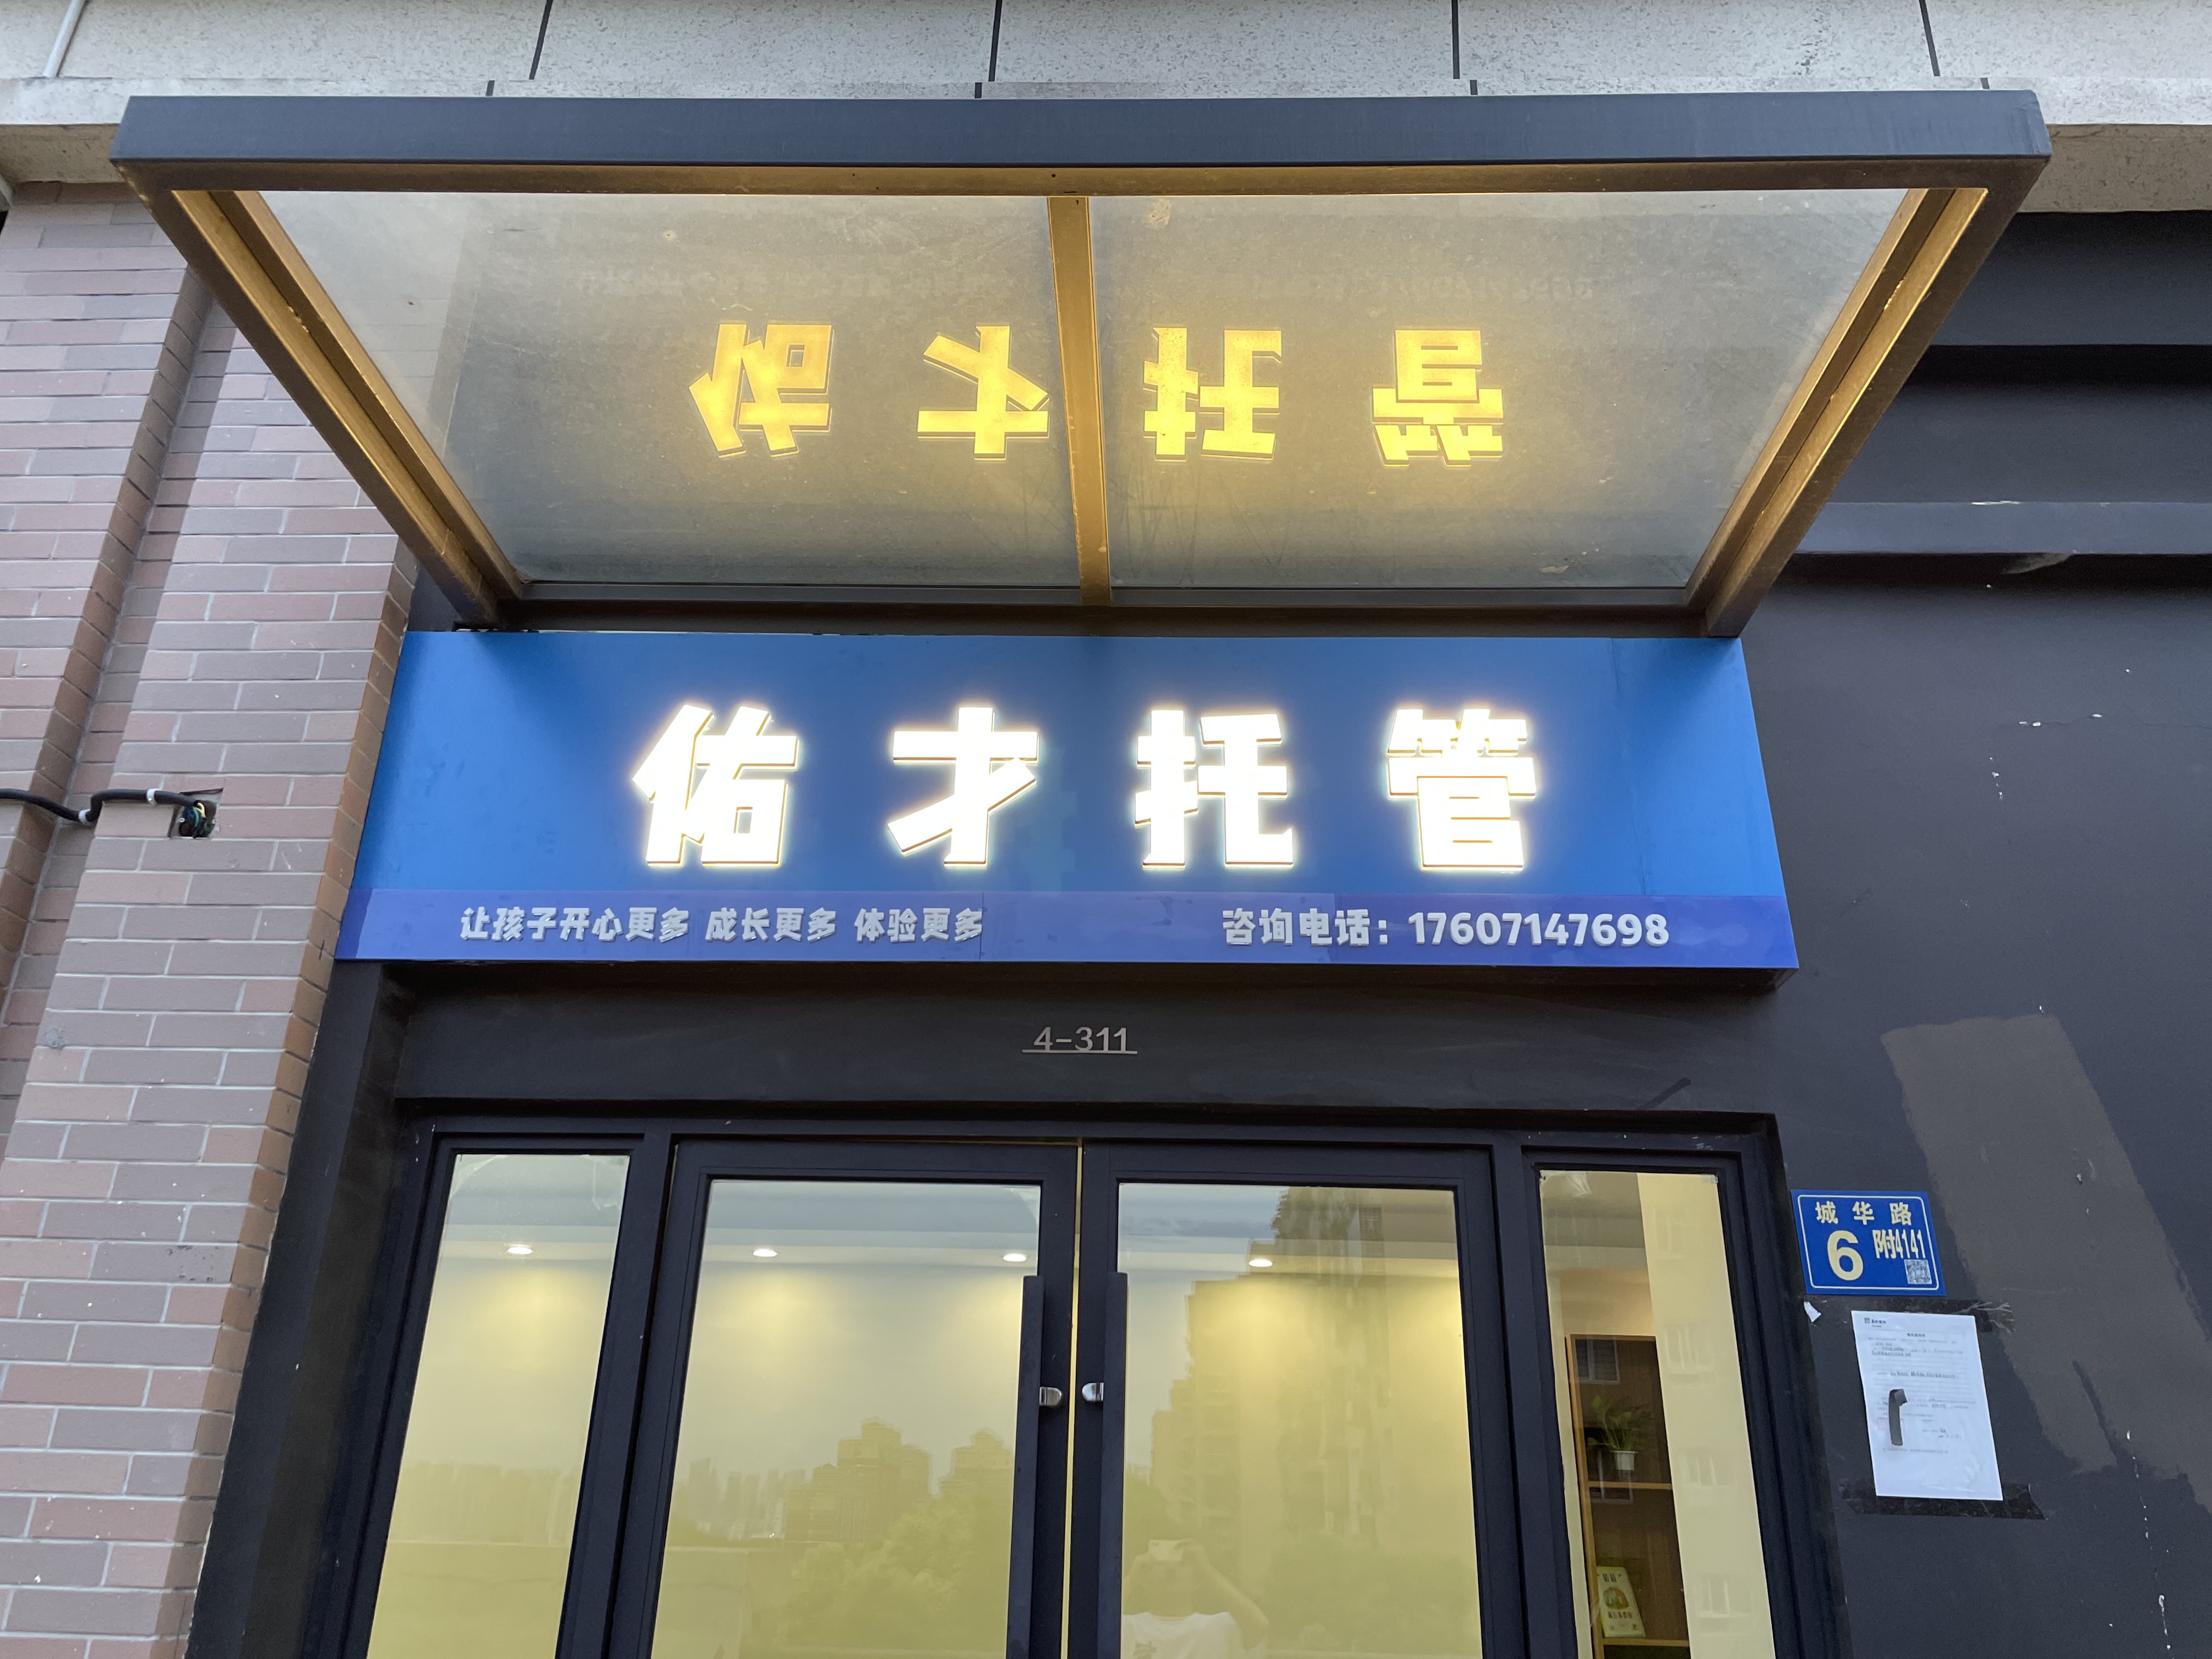 佑才托管
让孩子开心更多 成长更多 体验更多
咨询电话：17607147698
4-311
城华路
6 附4141